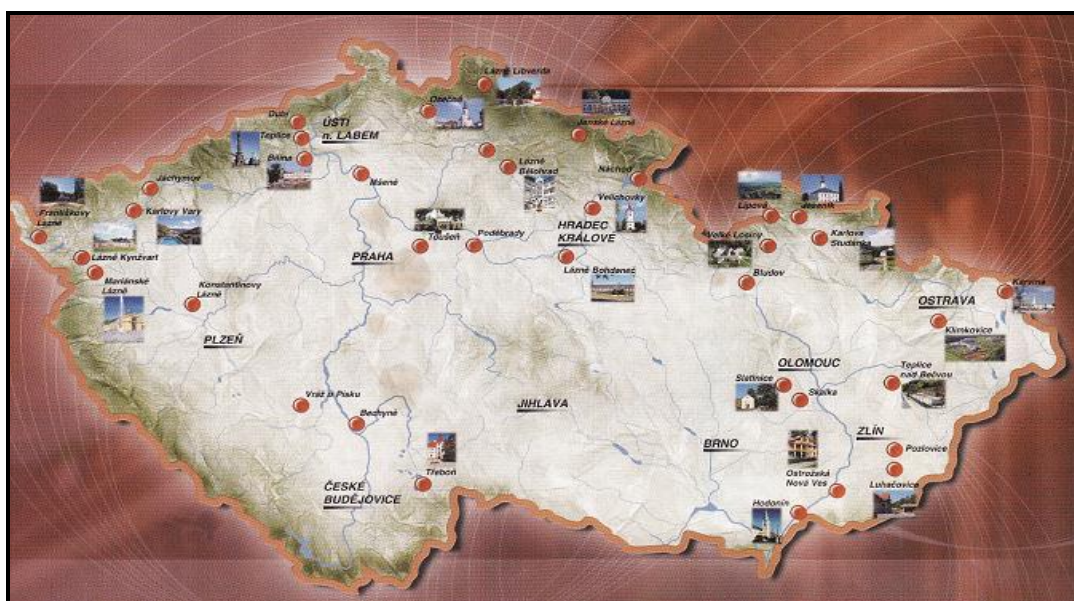 Lázně Libverda
Osečná
Janské Lázně
Dubí
ÚSTÍ
n. LABEM
Teplice
Bílina
Mšené
Lázně
Bělohrad
Náchod
Jáchymov
Velichovky
Františkovy
Lázně
Karlovy Vary
Lipová
Jeseník
HRADEC
KRÁLOVÉ
Toušeň
Poděbrady
Velké Losiny
Karlova
Studánka
Lázně Kynžvart
PRAHA
Lázně Bohdaneč
Bludov
Mariánské
Lázně
Konstantinovy
Lázně
Karviná
OSTRAVA
Klimkovice
PLZEŇ
OLOMOUC
Teplice
nad Bečvou
Slatinice
Skalka
Vráž u Písku
JIHLAVA
Bechyně
ZLÍN
BRNO
Pozlovice
Třeboň
Ostrožská
Nová Ves
Luhačovice
ČESKÉ
BUDĚJOVICE
Hodonín